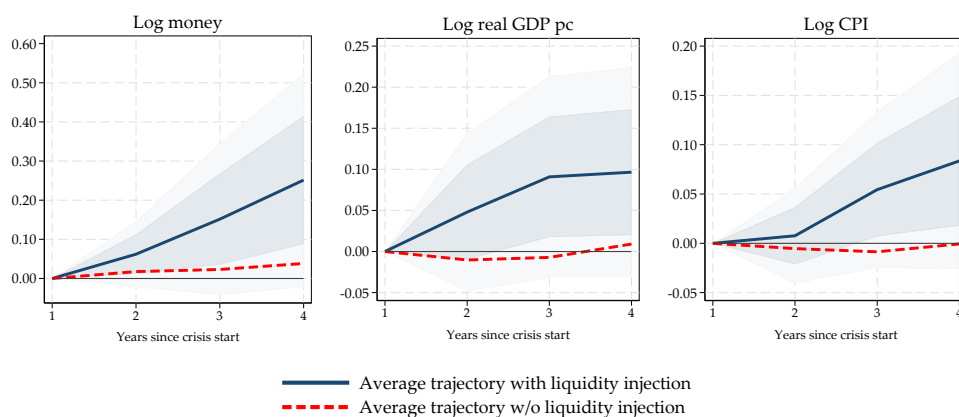 Log money
0.60
0.50
0.40
0.30
0.20
0.10
0.00
1 2 3 4
Years since crisis start
Log real GDP pc
0.25
0.20
0.15
0.10
0.05
0.00
-0.05
1 2 3 4
Years since crisis start
Log CPI
0.20
0.15
0.10
0.05
0.00
-0.05
1 2 3 4
Years since crisis start
Average trajectory with liquidity injection
Average trajectory w/o liquidity injection